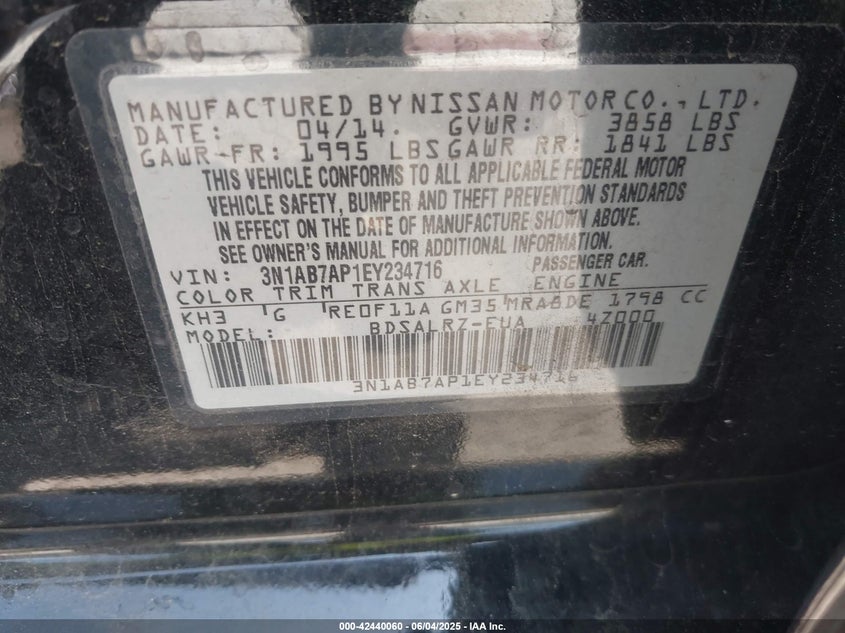 MANUFACTURED BY NISSAN MOTOR CO., LTD.
DATE: 04/14. GVWR: 3858 LBS
GAWR-FR: 1995 LBS GAWR RR: 1841 LBS
THIS VEHICLE CONFORMS TO ALL APPLICABLE FEDERAL MOTOR
VEHICLE SAFETY, BUMPER AND THEFT PREVENTION STANDARDS
IN EFFECT ON THE DATE OF MANUFACTURE SHOWN ABOVE.
SEE OWNER'S MANUAL FOR ADDITIONAL INFORMATION.
VIN: 3N1AB7AP1EY234716 PASSENGER CAR.
COLOR TRIM TRANS AXLE ENGINE
KH3 G RE0F11A GM35 MRA8DE 1798 CC
MODEL: BDSALRZ-EUA 4Z000
3N1AB7AP1EY234716
000-42440060 - 06/04/2025 - IAA Inc.